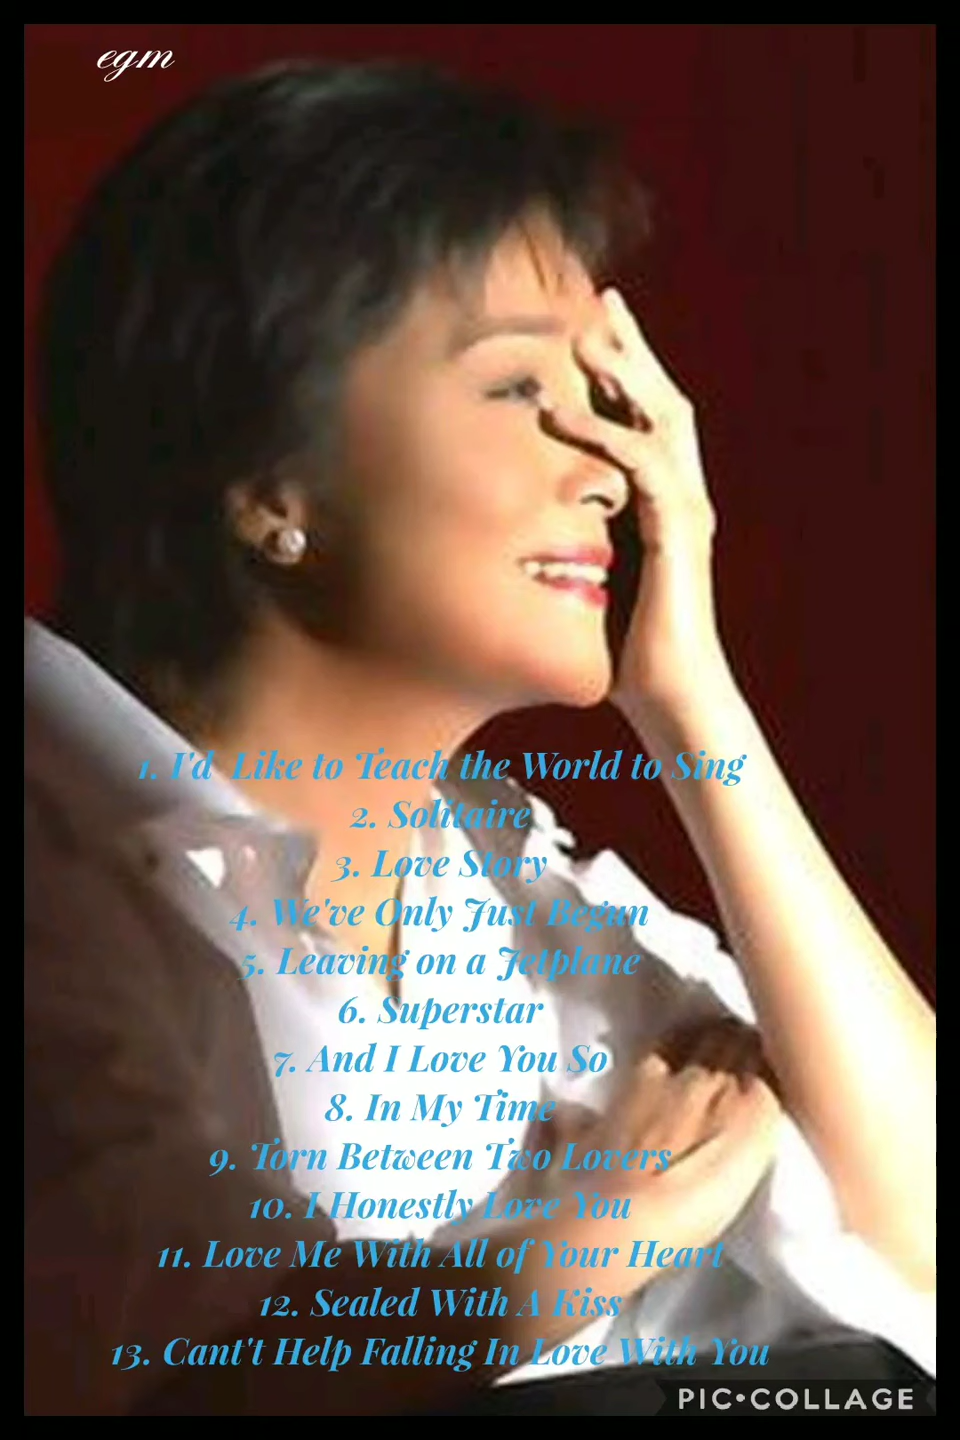 egm
1. I'd Like to Teach the World to Sing
2. Solitaire
3. Love Story
4. We've Only Just Begun
5. Leaving on a Jetplane
6. Superstar
7. And I Love You So
8. In My Time
9. Torn Between Two Lovers
10. I Honestly Love You
11. Love Me With All of Your Heart
12. Sealed With A Kiss
13. Cant't Help Falling In Love With You
PIC•COLLAGE